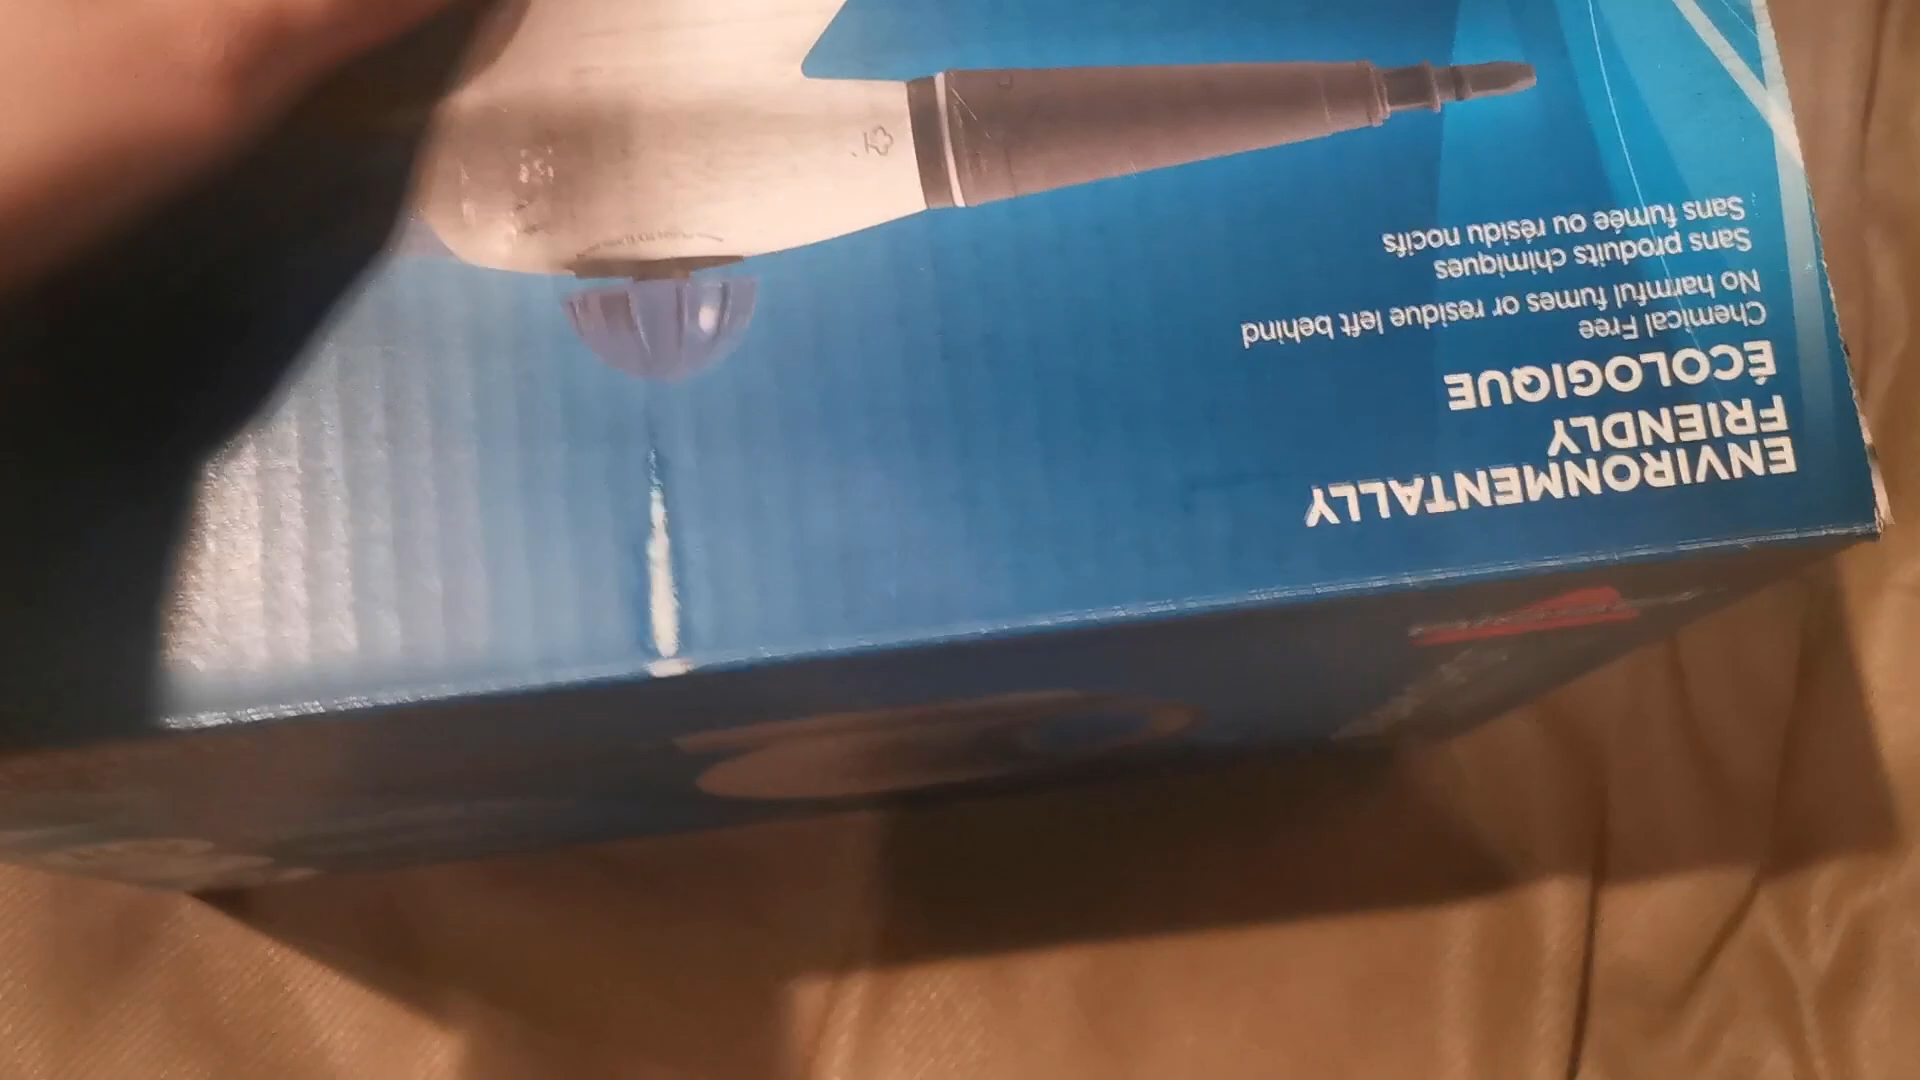 ENVIRONMENTALLY
FRIENDLY
ÉCOLOGIQUE
Chemical Free
No harmful fumes or residue left behind
Sans produits chimiques
Sans fumée ou résidu nocifs